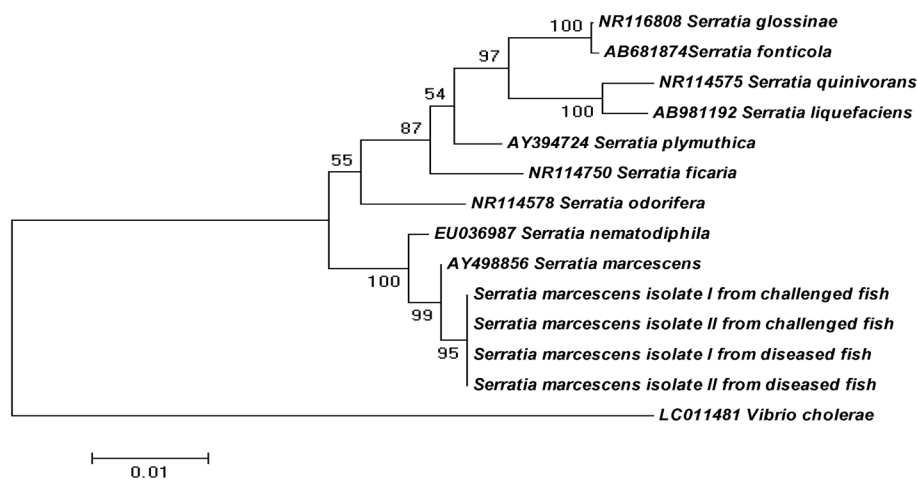 NR116808 Serratia glossinae
100
AB681874Serratia fonticola
97
NR114575 Serratia quinivorans
54
100
AB981192 Serratia liquefaciens
87
AY394724 Serratia plymuthica
55
NR114750 Serratia ficaria
NR114578 Serratia odorifera
EU036987 Serratia nematodiphila
100
AY498856 Serratia marcescens
Serratia marcescens isolate I from challenged fish
99
Serratia marcescens isolate II from challenged fish
95
Serratia marcescens isolate I from diseased fish
Serratia marcescens isolate II from diseased fish
LC011481 Vibrio cholerae
0.01